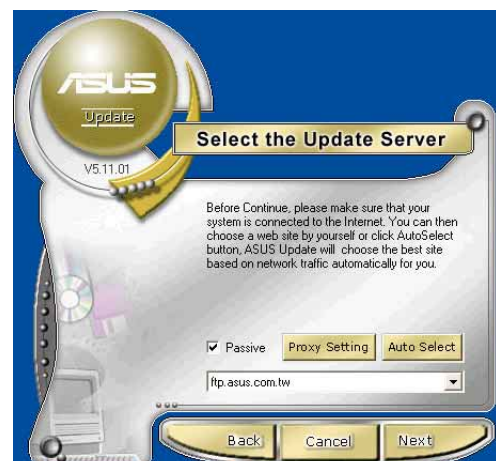 ASUS
Update
V5.11.01
Select the Update Server
Before Continue, please make sure that your
system is connected to the Internet. You can then
choose a web site by yourself or click AutoSelect
button, ASUS Update will choose the best site
based on network traffic automatically for you.
Passive
Proxy Setting
Auto Select
ftp.asus.com.tw
Back
Cancel
Next